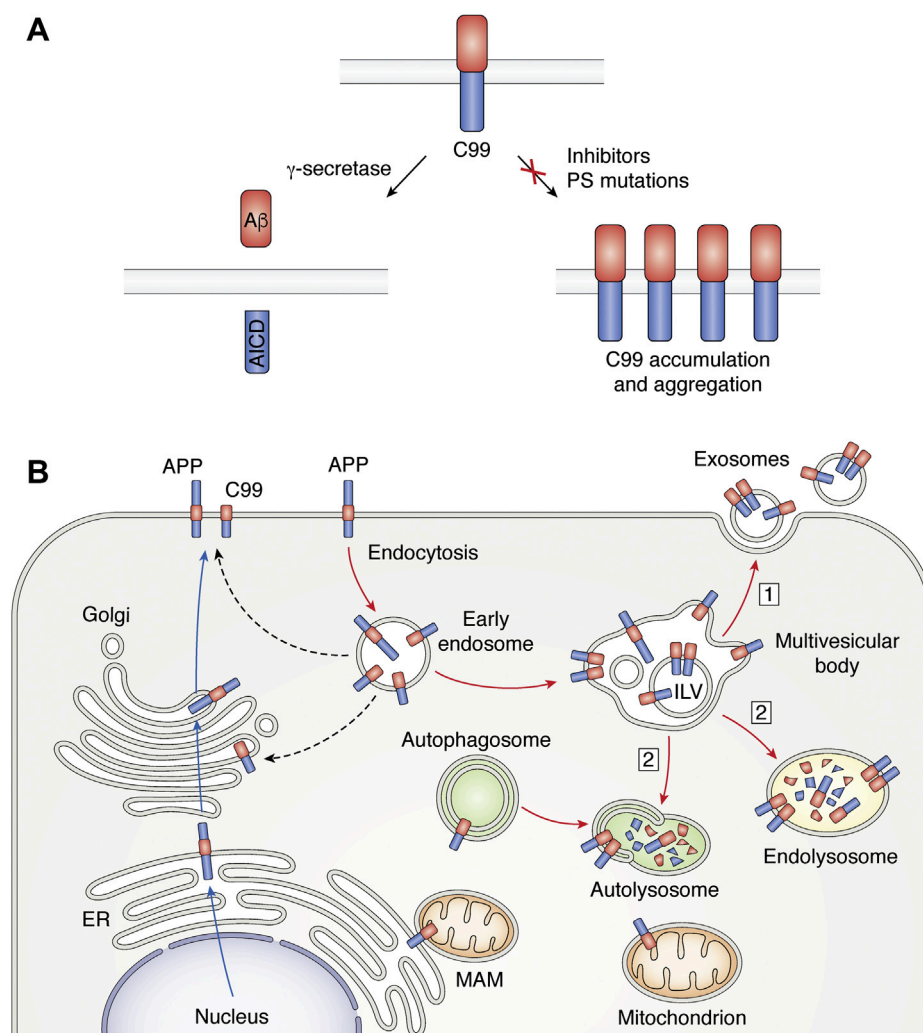 A
C99
γ-secretase
Inhibitors
PS mutations
Aβ
AICD
C99 accumulation
and aggregation
B
APP
C99
APP
Exosomes
Endocytosis
1
Golgi
Early
endosome
Multivesicular
body
ILV
2
2
Autophagosome
Endolysosome
Autolysosome
ER
MAM
Nucleus
Mitochondrion